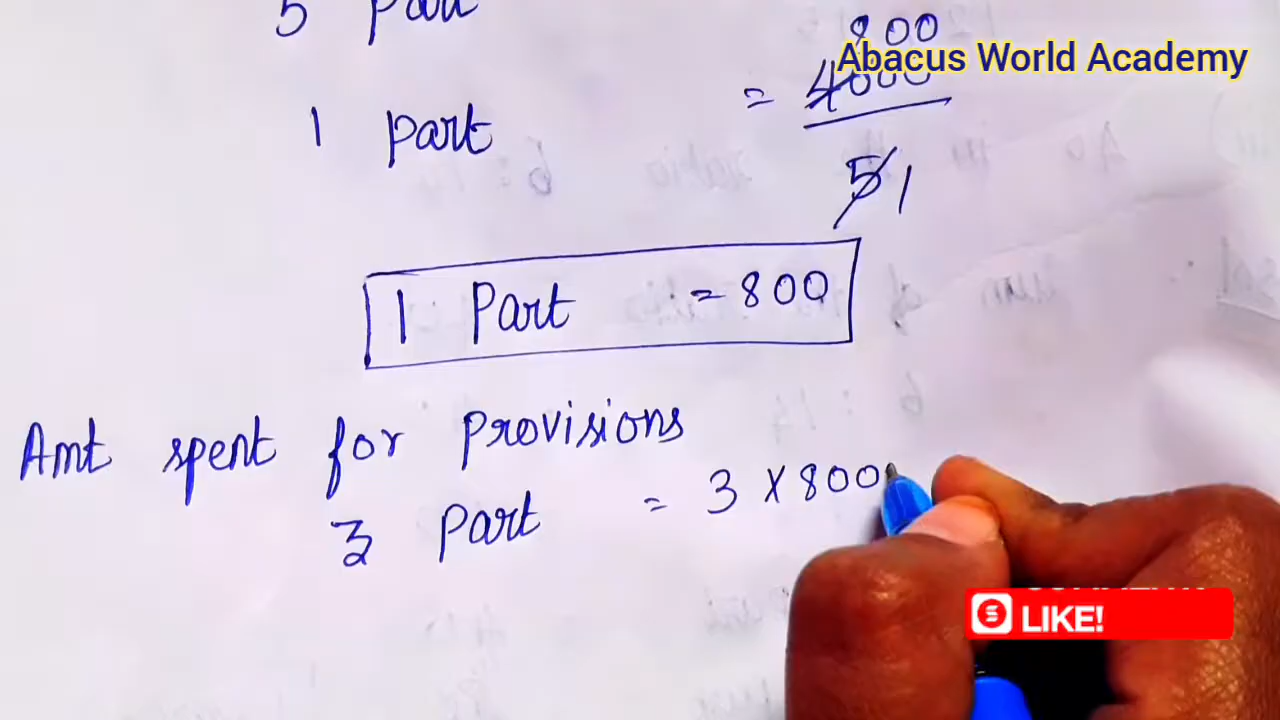 5 Part
800
Abacus World Academy
1 part = 4000
5 1
1 Part = 800
Amt spent for provisions
3 Part = 3 X 800
LIKE!